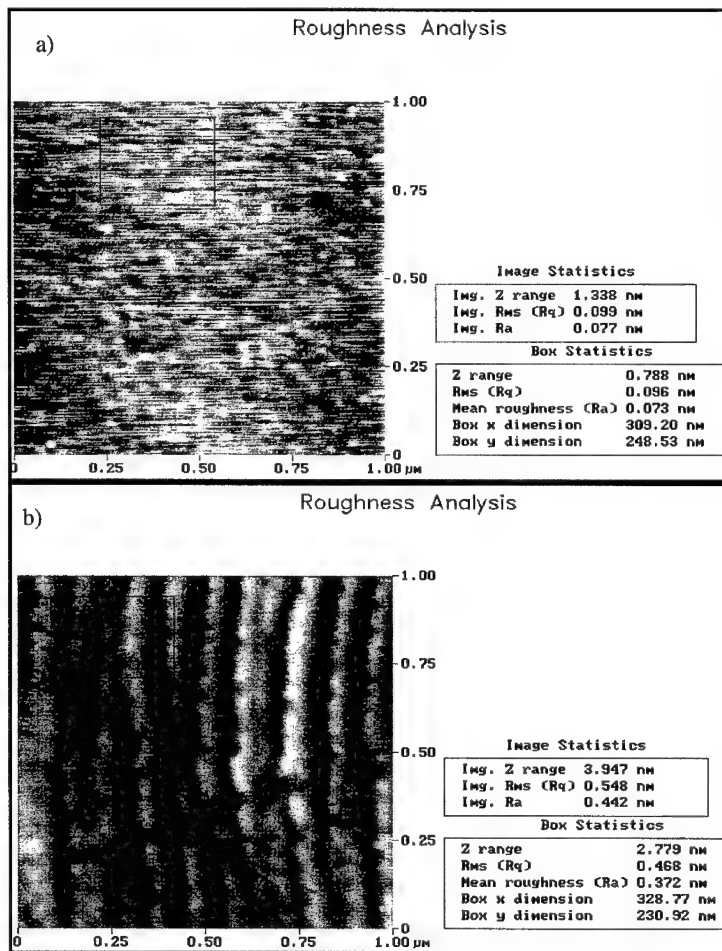 Roughness Analysis
a)
1.00
0.75
0.50
0.25
0
0 0.25 0.50 0.75 1.00 µm
Image Statistics
Img. Z range 1.338 nm
Img. Rms (Rq) 0.099 nm
Img. Ra 0.077 nm
Box Statistics
Z range 0.788 nm
Rms (Rq) 0.096 nm
Mean roughness (Ra) 0.073 nm
Box x dimension 309.20 nm
Box y dimension 248.53 nm
Roughness Analysis
b)
1.00
0.75
0.50
0.25
0
0 0.25 0.50 0.75 1.00 µm
Image Statistics
Img. Z range 3.947 nm
Img. Rms (Rq) 0.548 nm
Img. Ra 0.442 nm
Box Statistics
Z range 2.779 nm
Rms (Rq) 0.468 nm
Mean roughness (Ra) 0.372 nm
Box x dimension 328.77 nm
Box y dimension 230.92 nm